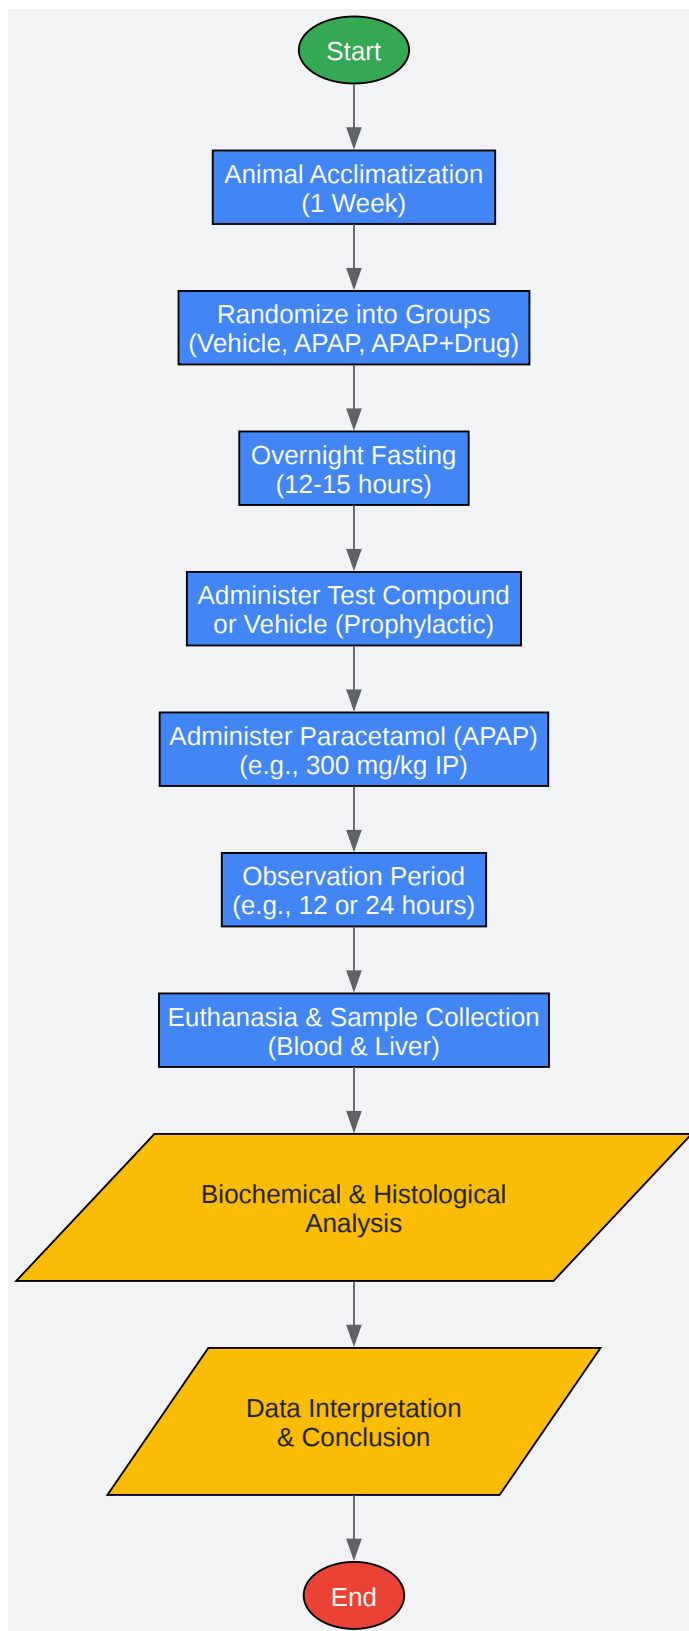 Start
Animal Acclimatization
(1 Week)
Randomize into Groups
(Vehicle, APAP, APAP+Drug)
Overnight Fasting
(12-15 hours)
Administer Test Compound
or Vehicle (Prophylactic)
Administer Paracetamol (APAP)
(e.g., 300 mg/kg IP)
Observation Period
(e.g., 12 or 24 hours)
Euthanasia & Sample Collection
(Blood & Liver)
Biochemical & Histological
Analysis
Data Interpretation
& Conclusion
End